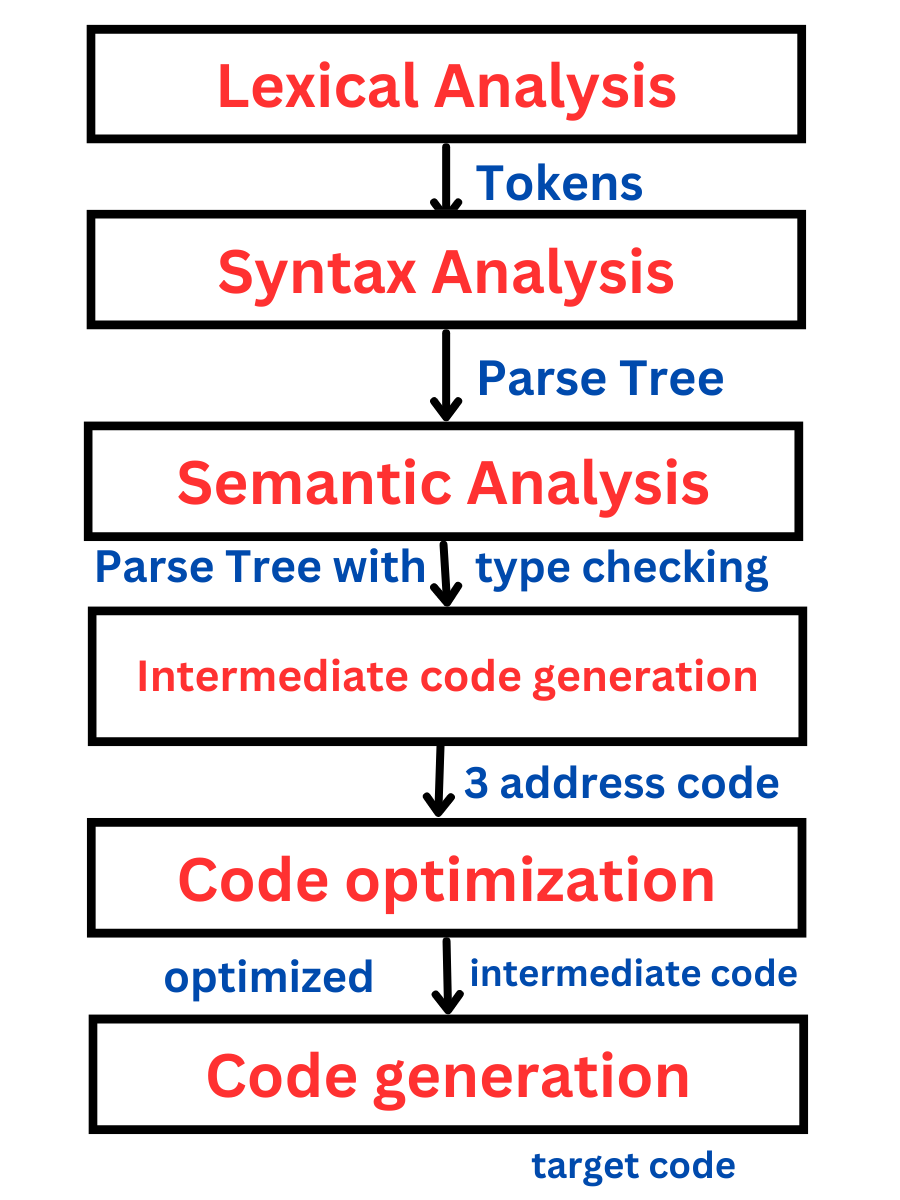 Lexical Analysis
Tokens
Syntax Analysis
Parse Tree
Semantic Analysis
Parse Tree with type checking
Intermediate code generation
3 address code
Code optimization
optimized intermediate code
Code generation
target code